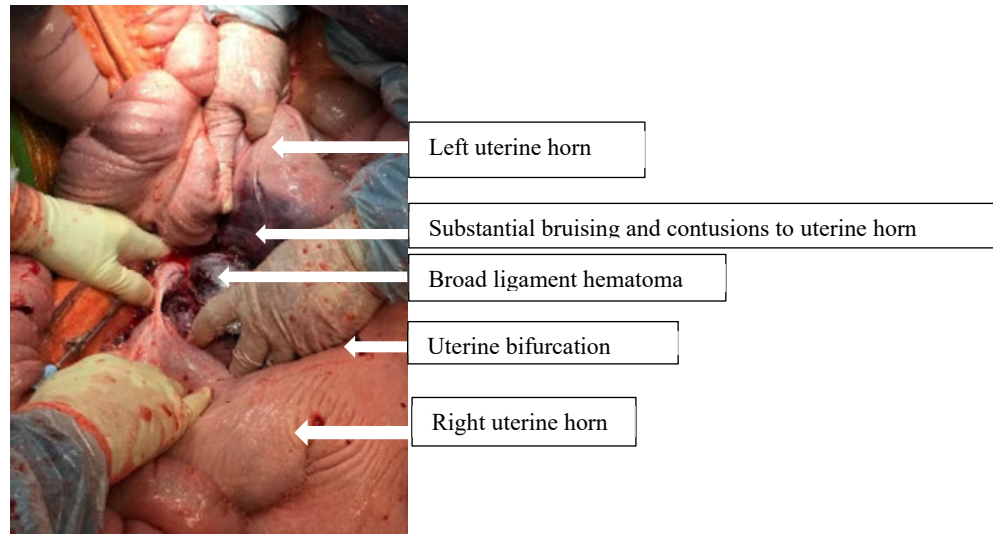 Left uterine horn
Substantial bruising and contusions to uterine horn
Broad ligament hematoma
Uterine bifurcation
Right uterine horn